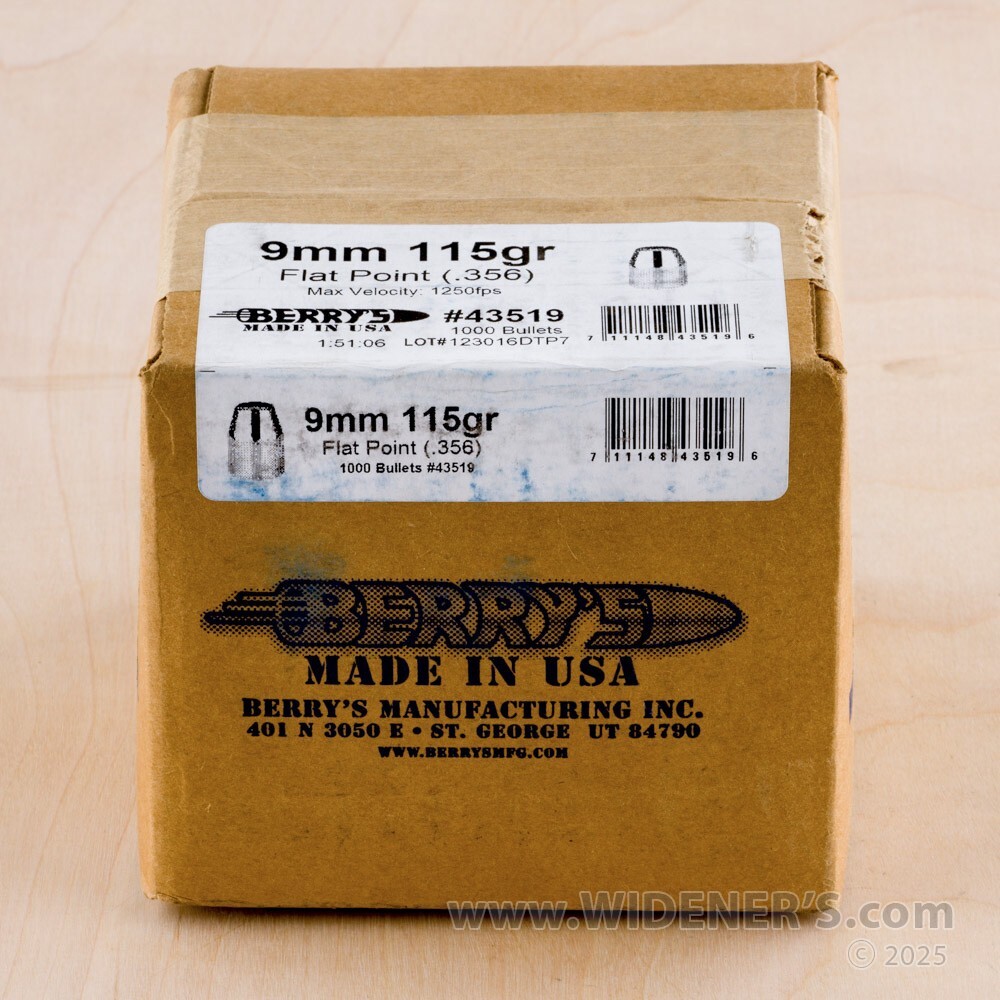 9mm 115gr
Flat Point (.356)
Max Velocity: 1250fps
BERRY'S #43519
MADE IN USA 1000 Bullets
1:51:06 LOT#123016DTP7
7 11148 43519 6
9mm 115gr
Flat Point (.356)
1000 Bullets #43519
7 11148 43519 6
BERRY'S
MADE IN USA
BERRY'S MANUFACTURING INC.
401 N 3050 E • ST. GEORGE UT 84790
WWW.BERRYSMFG.COM
www.WIDENER'S.com
© 2025